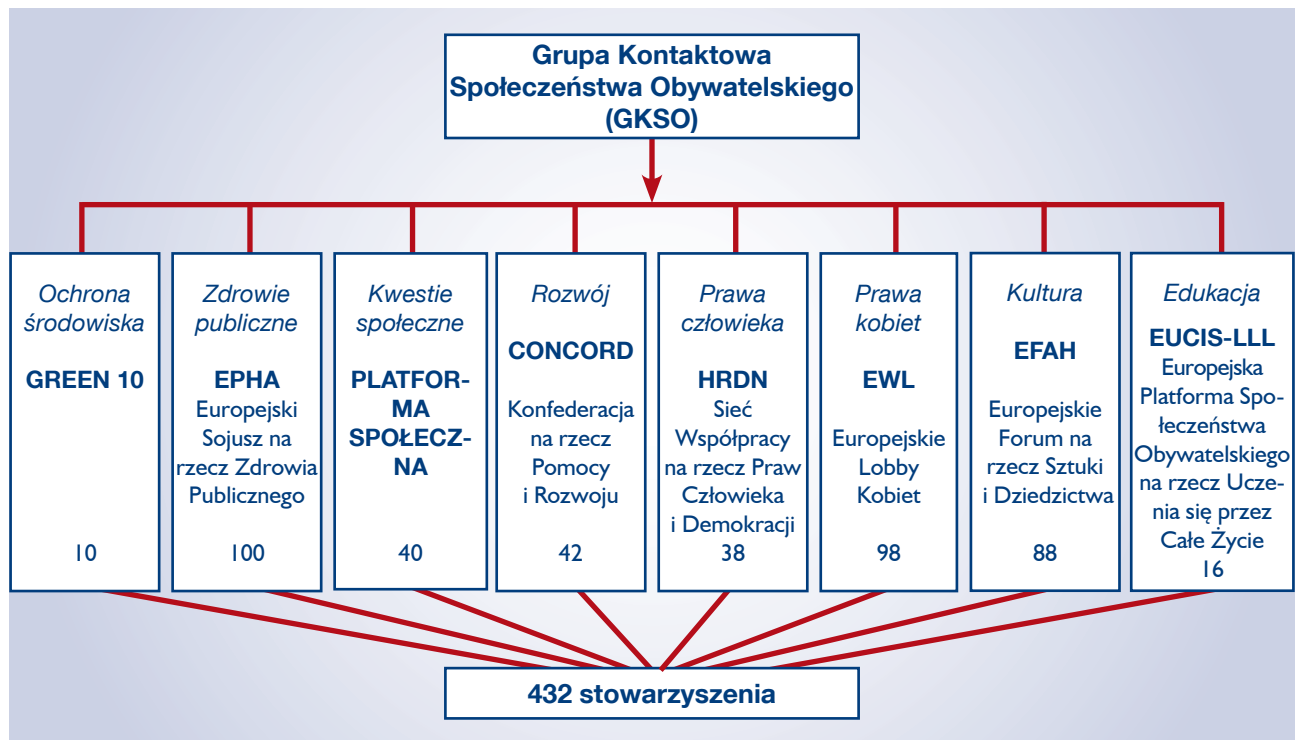 Grupa Kontaktowa
Społeczeństwa Obywatelskiego
(GKSO)
Ochrona
środowiska
GREEN 10
10
Zdrowie
publiczne
EPHA
Europejski
Sojusz na
rzecz Zdrowia
Publicznego
100
Kwestie
społeczne
PLATFOR-
MA
SPOŁECZ-
NA
40
Rozwój
CONCORD
Konfederacja
na rzecz
Pomocy
i Rozwoju
42
Prawa
człowieka
HRDN
Sieć
Współpracy
na rzecz Praw
Człowieka
i Demokracji
38
Prawa
kobiet
EWL
Europejskie
Lobby
Kobiet
98
Kultura
EFAH
Europejskie
Forum na
rzecz Sztuki
i Dziedzictwa
88
Edukacja
EUCIS-LLL
Europejska
Platforma Spo-
łeczeństwa
Obywatelskiego
na rzecz Ucze-
nia się przez
Całe Życie
16
432 stowarzyszenia